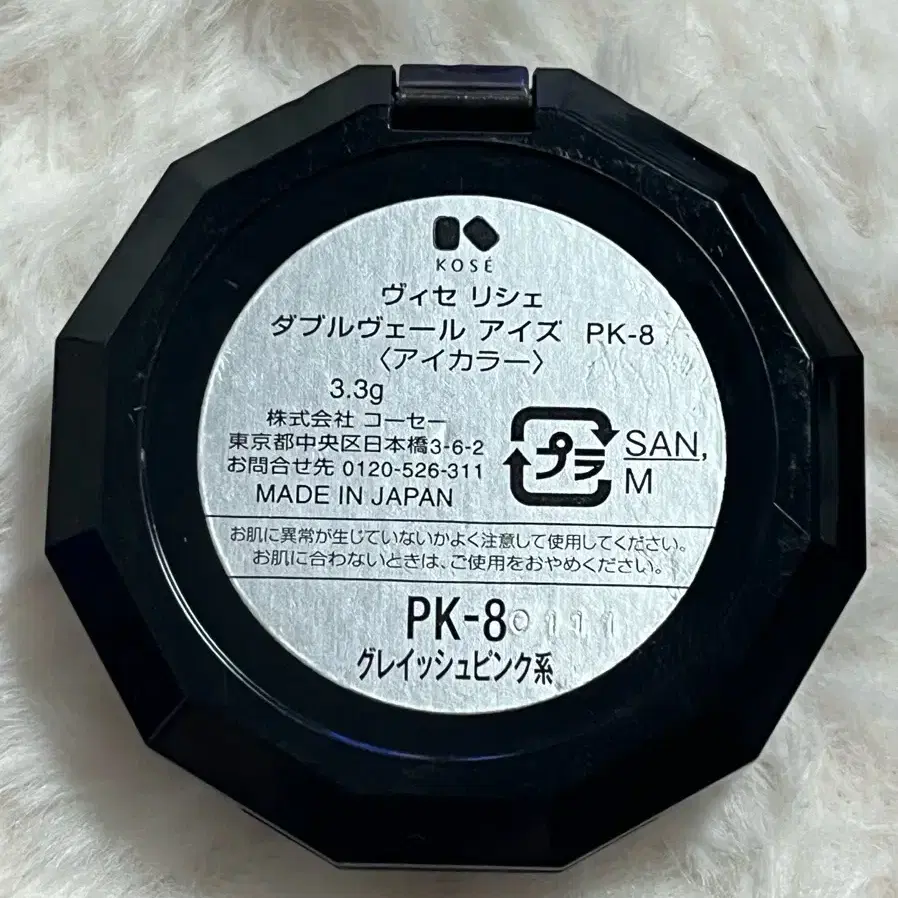 KOSÉ
ヴィセ リシェ
ダブルヴェール アイズ PK-8
〈アイカラー〉
3.3g
株式会社 コーセー
東京都中央区日本橋3-6-2
お問合せ先 0120-526-311
MADE IN JAPAN
プラ
SAN,
M
お肌に異常が生じていないかよく注意して使用してください。
お肌に合わないときは、ご使用をおやめください。
PK-8 0111
グレイッシュピンク系